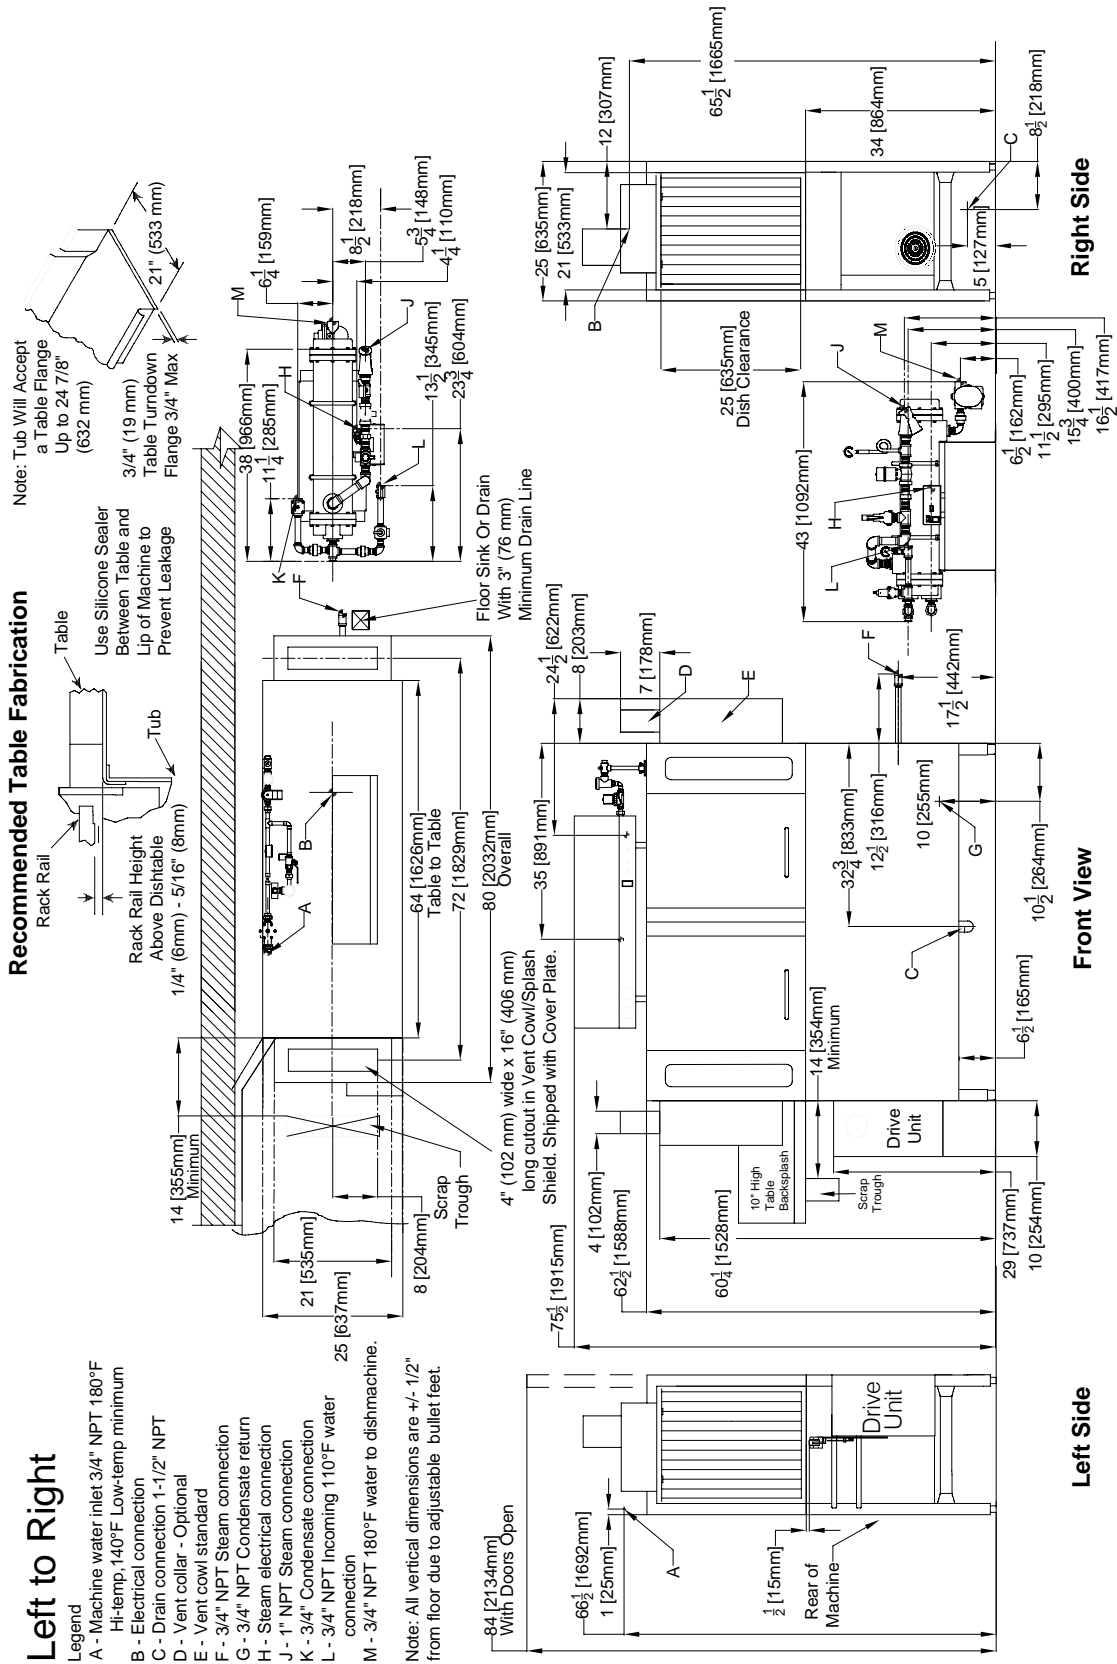 Left to Right
Legend
A - Machine water inlet 3/4" NPT 180°F
Hi-temp,140°F Low-temp minimum
B - Electrical connection
C - Drain connection 1-1/2" NPT
D - Vent collar - Optional
E - Vent cowl standard
F - 3/4" NPT Steam connection
G - 3/4" NPT Condensate return
H - Steam electrical connection
J - 1" NPT Steam connection
K - 3/4" Condensate connection
L - 3/4" NPT Incoming 110°F water
connection
M - 3/4" NPT 180°F water to dishmachine.
Note: All vertical dimensions are +/- 1/2"
from floor due to adjustable bullet feet.
Recommended Table Fabrication
Rack Rail
Table
Tub
Rack Rail Height
Above Dishtable
1/4" (6mm) - 5/16" (8mm)
Use Silicone Sealer
Between Table and
Lip of Machine to
Prevent Leakage
Note: Tub Will Accept
a Table Flange
Up to 24 7/8"
(632 mm)
3/4" (19 mm)
Table Turndown
Flange 3/4" Max
21" (533 mm)
14 [355mm]
Minimum
21 [535mm]
25 [637mm]
8 [204mm]
Scrap
Trough
4" (102 mm) wide x 16" (406 mm)
long cutout in Vent Cowl/Splash
Shield. Shipped with Cover Plate.
A
B
64 [1626mm]
Table to Table
72 [1829mm]
80 [2032mm]
Overall
F
Floor Sink Or Drain
With 3" (76 mm)
Minimum Drain Line
K
38 [966mm]
11 1/4 [285mm]
H
M
6 1/4 [159mm]
8 1/2 [218mm]
5 3/4 [148mm]
4 1/4 [110mm]
J
13 1/2 [345mm]
23 3/4 [604mm]
L
84 [2134mm]
With Doors Open
66 1/2 [1692mm]
1 [25mm]
A
1/2 [15mm]
Rear of
Machine
Drive
Unit
Left Side
75 1/2 [1915mm]
62 1/2 [1588mm]
4 [102mm]
60 1/4 [1528mm]
10" High
Table
Backsplash
Scrap
Trough
14 [354mm]
Minimum
Drive
Unit
29 [737mm]
10 [254mm]
6 1/2 [165mm]
35 [891mm]
24 1/2 [622mm]
8 [203mm]
7 [178mm]
D
E
32 3/4 [833mm]
12 1/2 [316mm]
10 [255mm]
C
G
10 1/2 [264mm]
F
17 1/2 [442mm]
Front View
43 [1092mm]
L
H
J
M
6 1/2 [162mm]
11 1/2 [295mm]
15 3/4 [400mm]
16 1/2 [417mm]
B
25 [635mm]
21 [533mm]
12 [307mm]
65 1/2 [1665mm]
25 [635mm]
Dish Clearance
34 [864mm]
5 [127mm]
C
8 1/2 [218mm]
Right Side